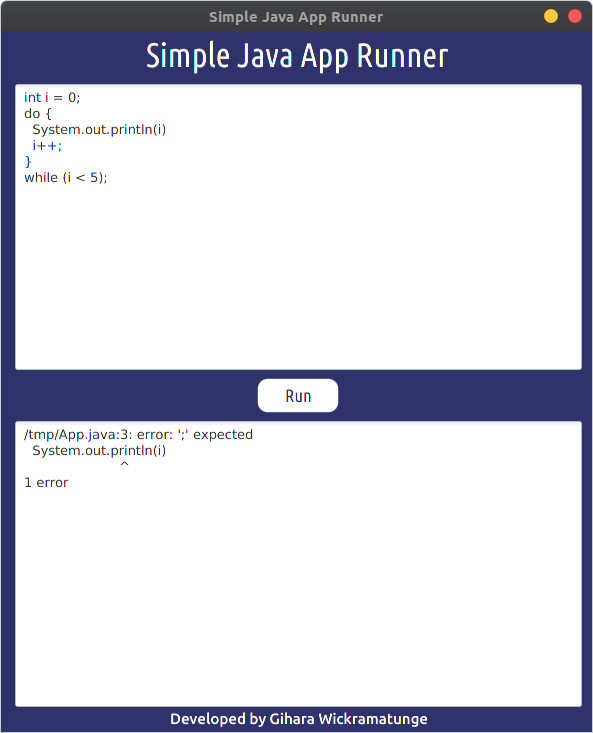 Simple Java App Runner
Simple Java App Runner
int i = 0;
do {
  System.out.println(i)
  i++;
}
while (i < 5);
Run
/tmp/App.java:3: error: ';' expected
  System.out.println(i)
                       ^
1 error
Developed by Gihara Wickramatunge